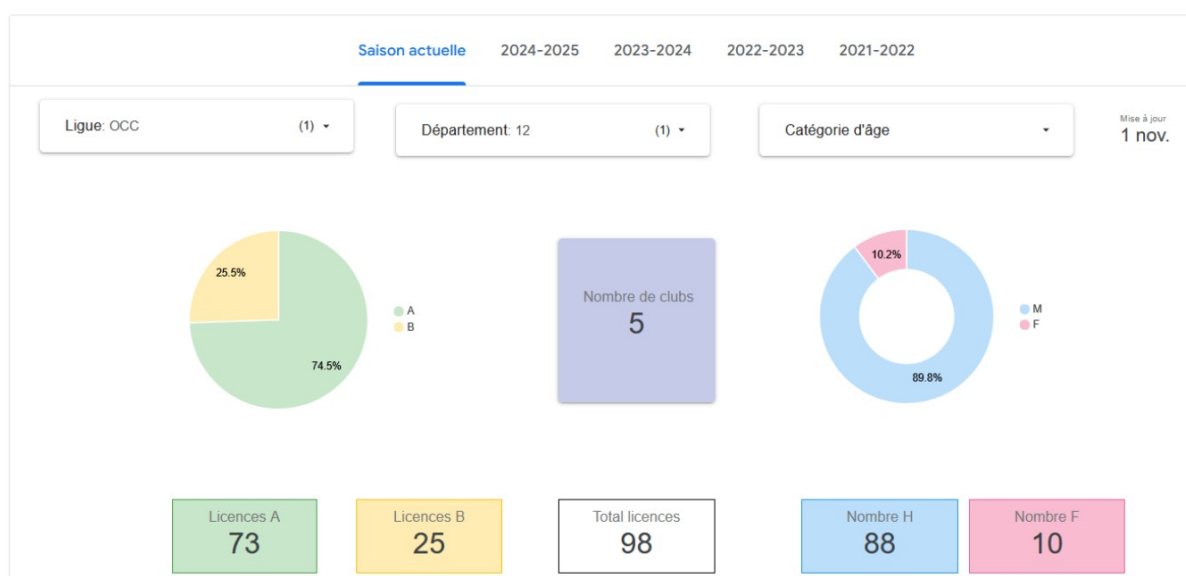 Saison actuelle 2024-2025 2023-2024 2022-2023 2021-2022
Ligue: OCC (1)
Département: 12 (1)
Catégorie d'âge
Mise à jour
1 nov.
25.5%
74.5%
A
B
Nombre de clubs
5
10.2%
89.8%
M
F
Licences A
73
Licences B
25
Total licences
98
Nombre H
88
Nombre F
10